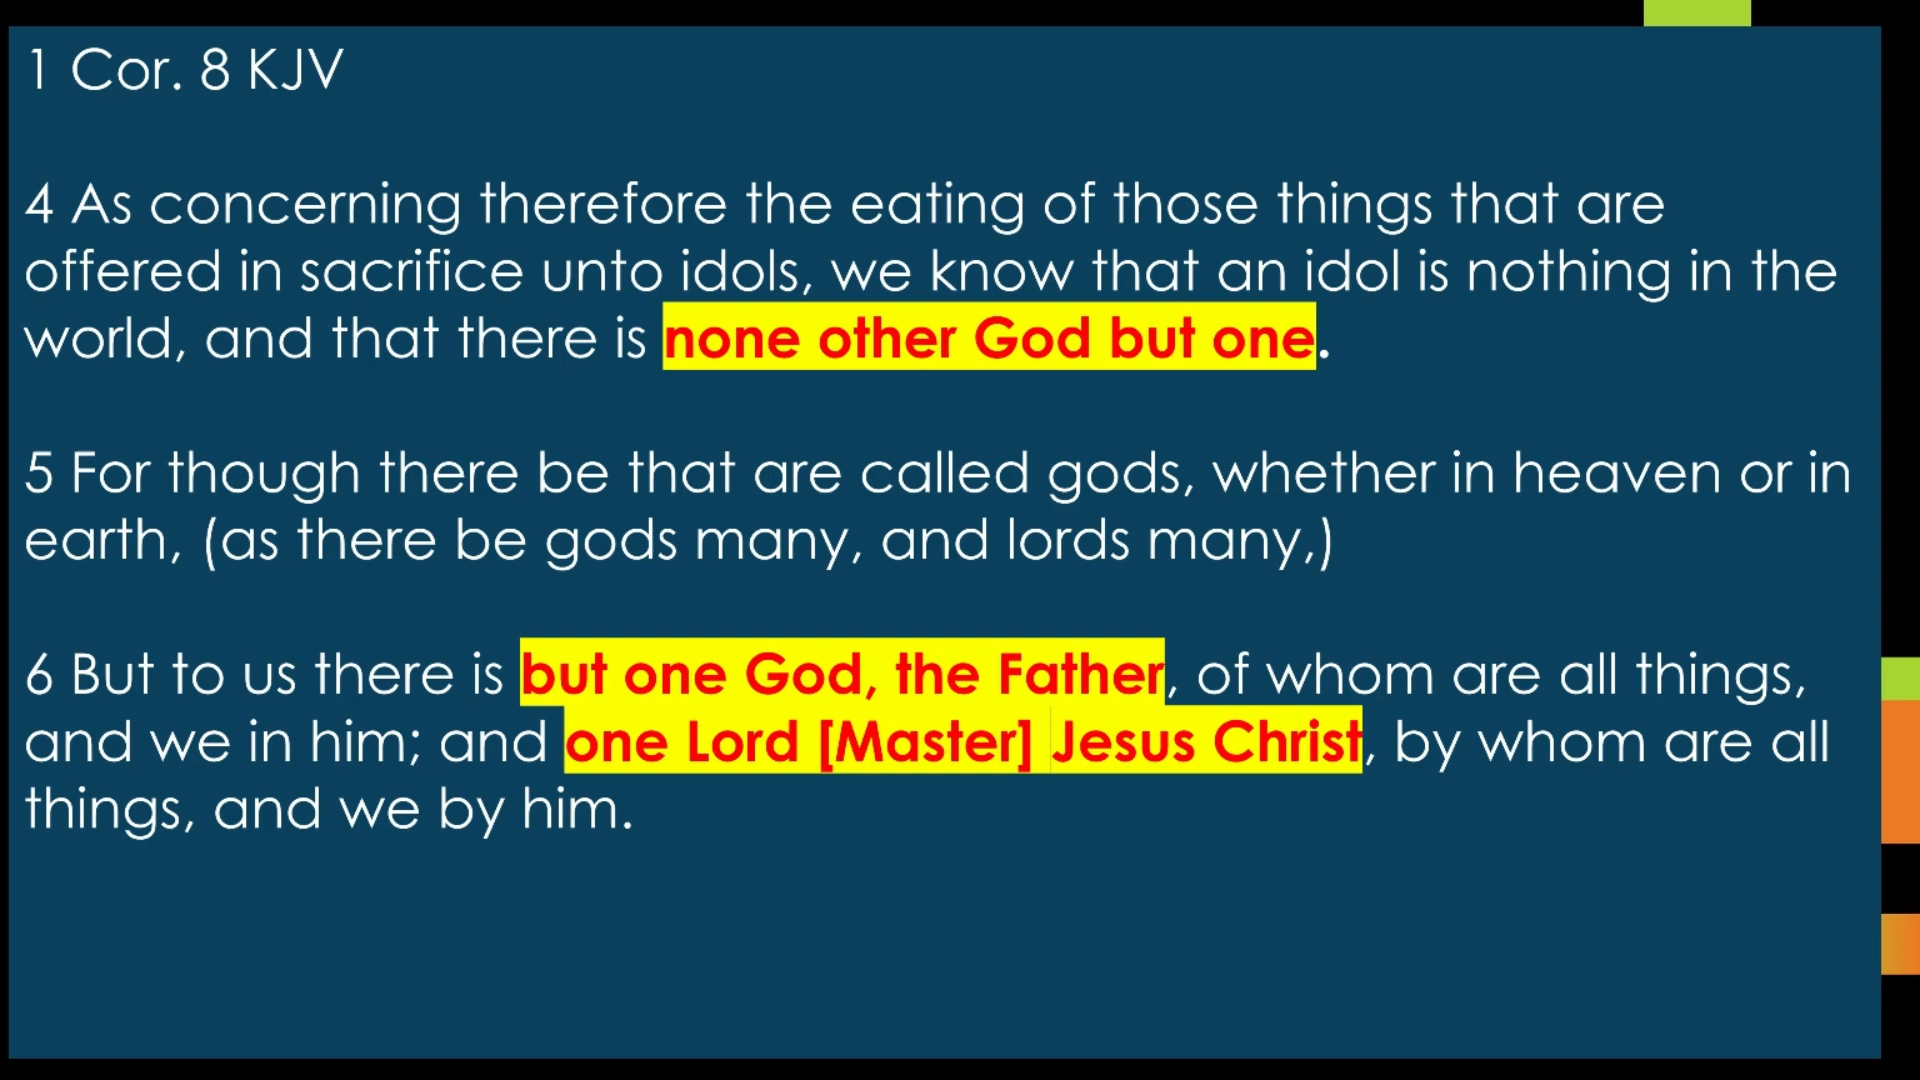 1 Cor. 8 KJV
4 As concerning therefore the eating of those things that are
offered in sacrifice unto idols, we know that an idol is nothing in the
world, and that there is none other God but one.
5 For though there be that are called gods, whether in heaven or in
earth, (as there be gods many, and lords many,)
6 But to us there is but one God, the Father, of whom are all things,
and we in him; and one Lord [Master] Jesus Christ, by whom are all
things, and we by him.